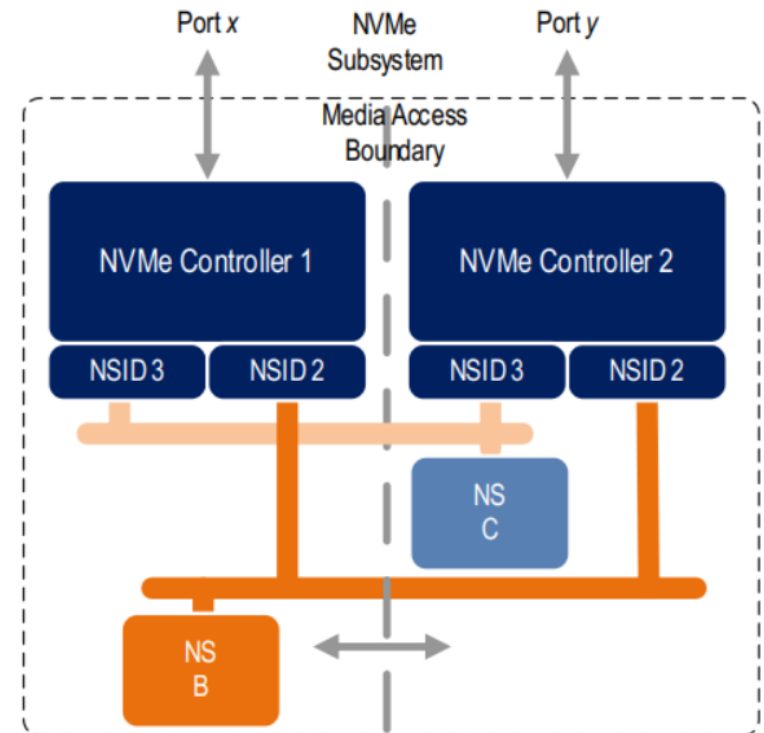 Port x
NVMe
Subsystem
Port y
Media Access
Boundary
NVMe Controller 1
NVMe Controller 2
NSID 3
NSID 2
NSID 3
NSID 2
NS
C
NS
B